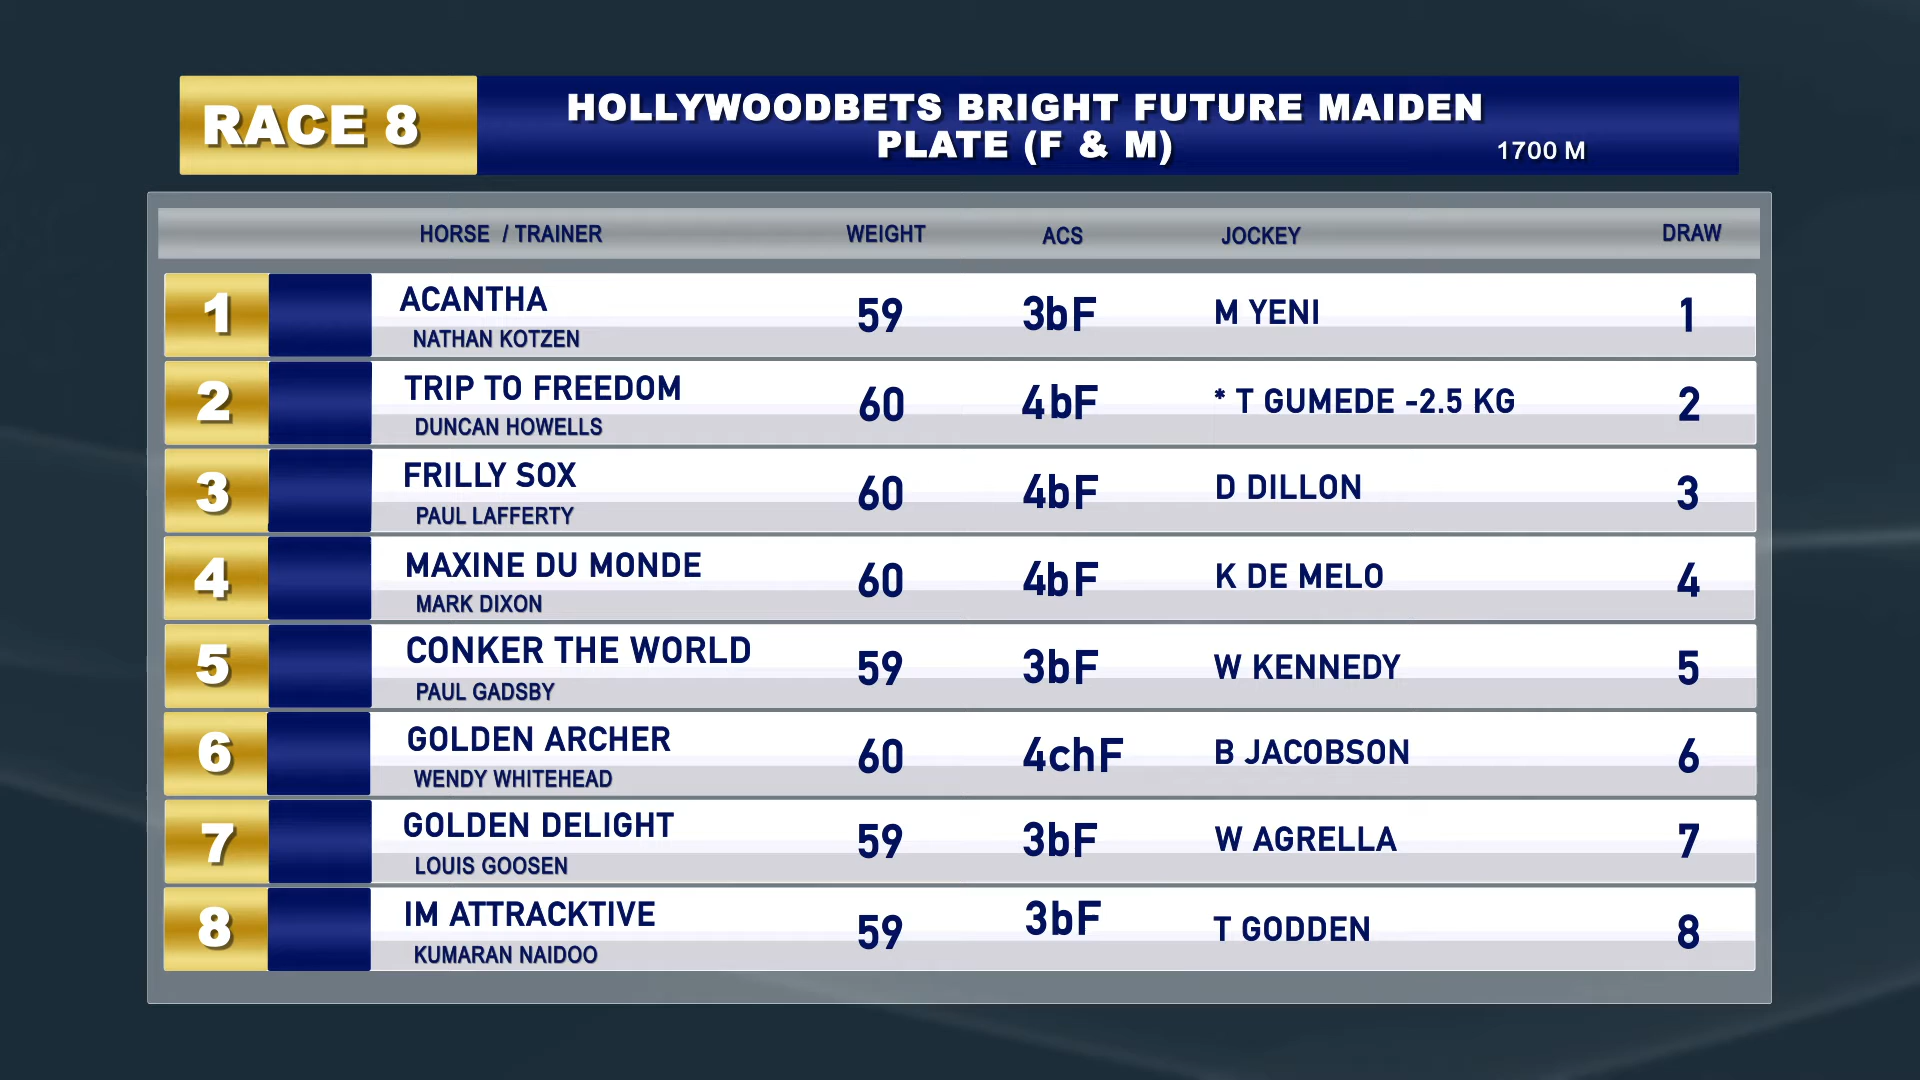 RACE 8
HOLLYWOODBETS BRIGHT FUTURE MAIDEN
PLATE (F & M)
1700 M
HORSE / TRAINER WEIGHT ACS JOCKEY DRAW
1 ACANTHA 59 3bF M YENI 1
NATHAN KOTZEN
2 TRIP TO FREEDOM 60 4bF * T GUMEDE -2.5 KG 2
DUNCAN HOWELLS
3 FRILLY SOX 60 4bF D DILLON 3
PAUL LAFFERTY
4 MAXINE DU MONDE 60 4bF K DE MELO 4
MARK DIXON
5 CONKER THE WORLD 59 3bF W KENNEDY 5
PAUL GADSBY
6 GOLDEN ARCHER 60 4chF B JACOBSON 6
WENDY WHITEHEAD
7 GOLDEN DELIGHT 59 3bF W AGRELLA 7
LOUIS GOOSEN
8 IM ATTRACKTIVE 59 3bF T GODDEN 8
KUMARAN NAIDOO